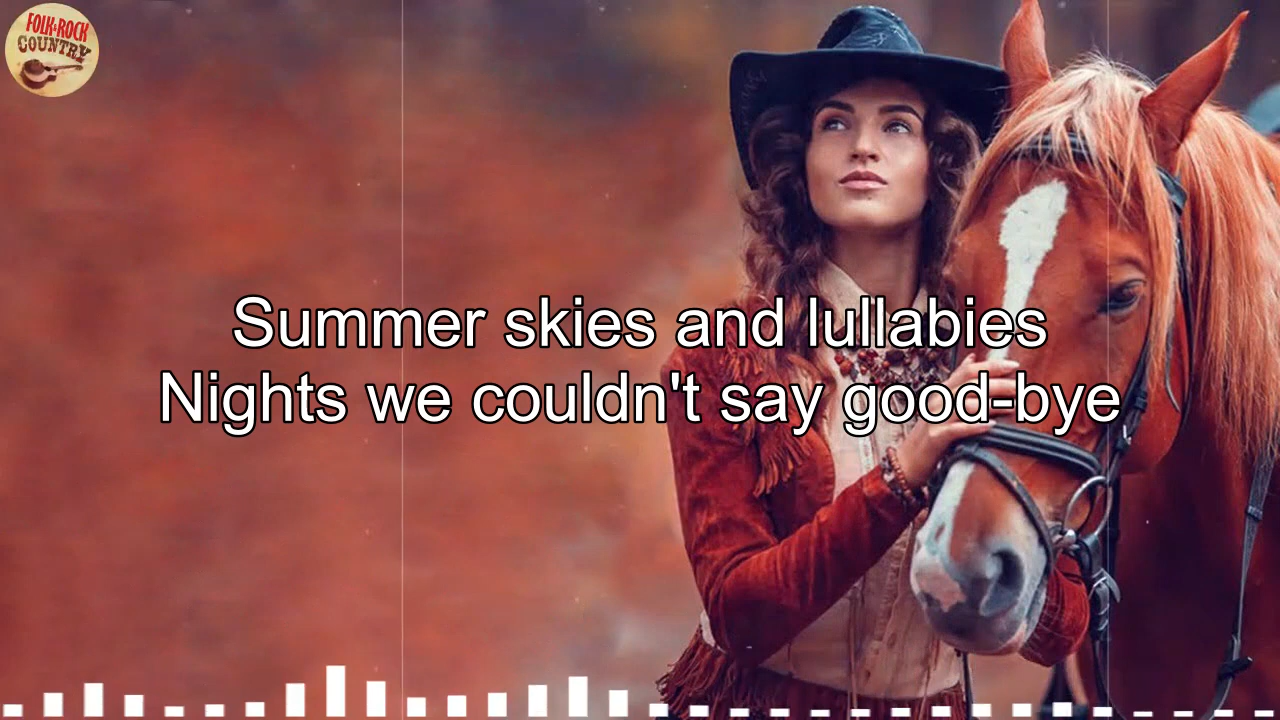 FOLK & ROCK
COUNTRY
Summer skies and lullabies
Nights we couldn't say good-bye